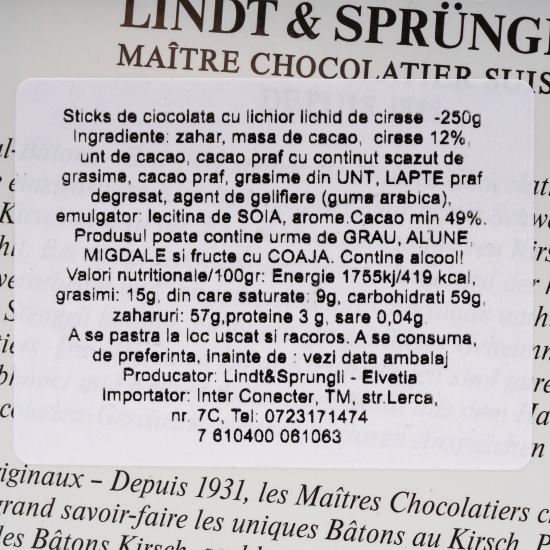 LINDT & SPRÜNGL
MAÎTRE CHOCOLATIER SUIS
Sticks de ciocolata cu lichior lichid de cirese -250g
Ingrediente: zahar, masa de cacao, cirese 12%,
unt de cacao, cacao praf cu continut scazut de
grasime, cacao praf, grasime din UNT, LAPTE praf
degresat, agent de gelifiere (guma arabica),
emulgator: lecitina de SOIA, arome.Cacao min 49%.
Produsul poate contine urme de GRAU, ALUNE,
MIGDALE si fructe cu COAJA. Contine alcool!
Valori nutritionale/100gr: Energie 1755kj/419 kcal,
grasimi: 15g, din care saturate: 9g, carbohidrati 59g,
zaharuri: 57g,proteine 3 g, sare 0,04g.
A se pastra la loc uscat si racoros. A se consuma,
de preferinta, inainte de : vezi data ambalaj
Producator: Lindt&Sprungli - Elvetia
Importator: Inter Conecter, TM, str.Lerca,
nr. 7C, Tel: 0723171474
7 610400 061063
riginaux – Depuis 1931, les Maîtres Chocolatiers
grand savoir-faire les uniques Bâtons au Kirsch. P
les Bâtons Kirsch